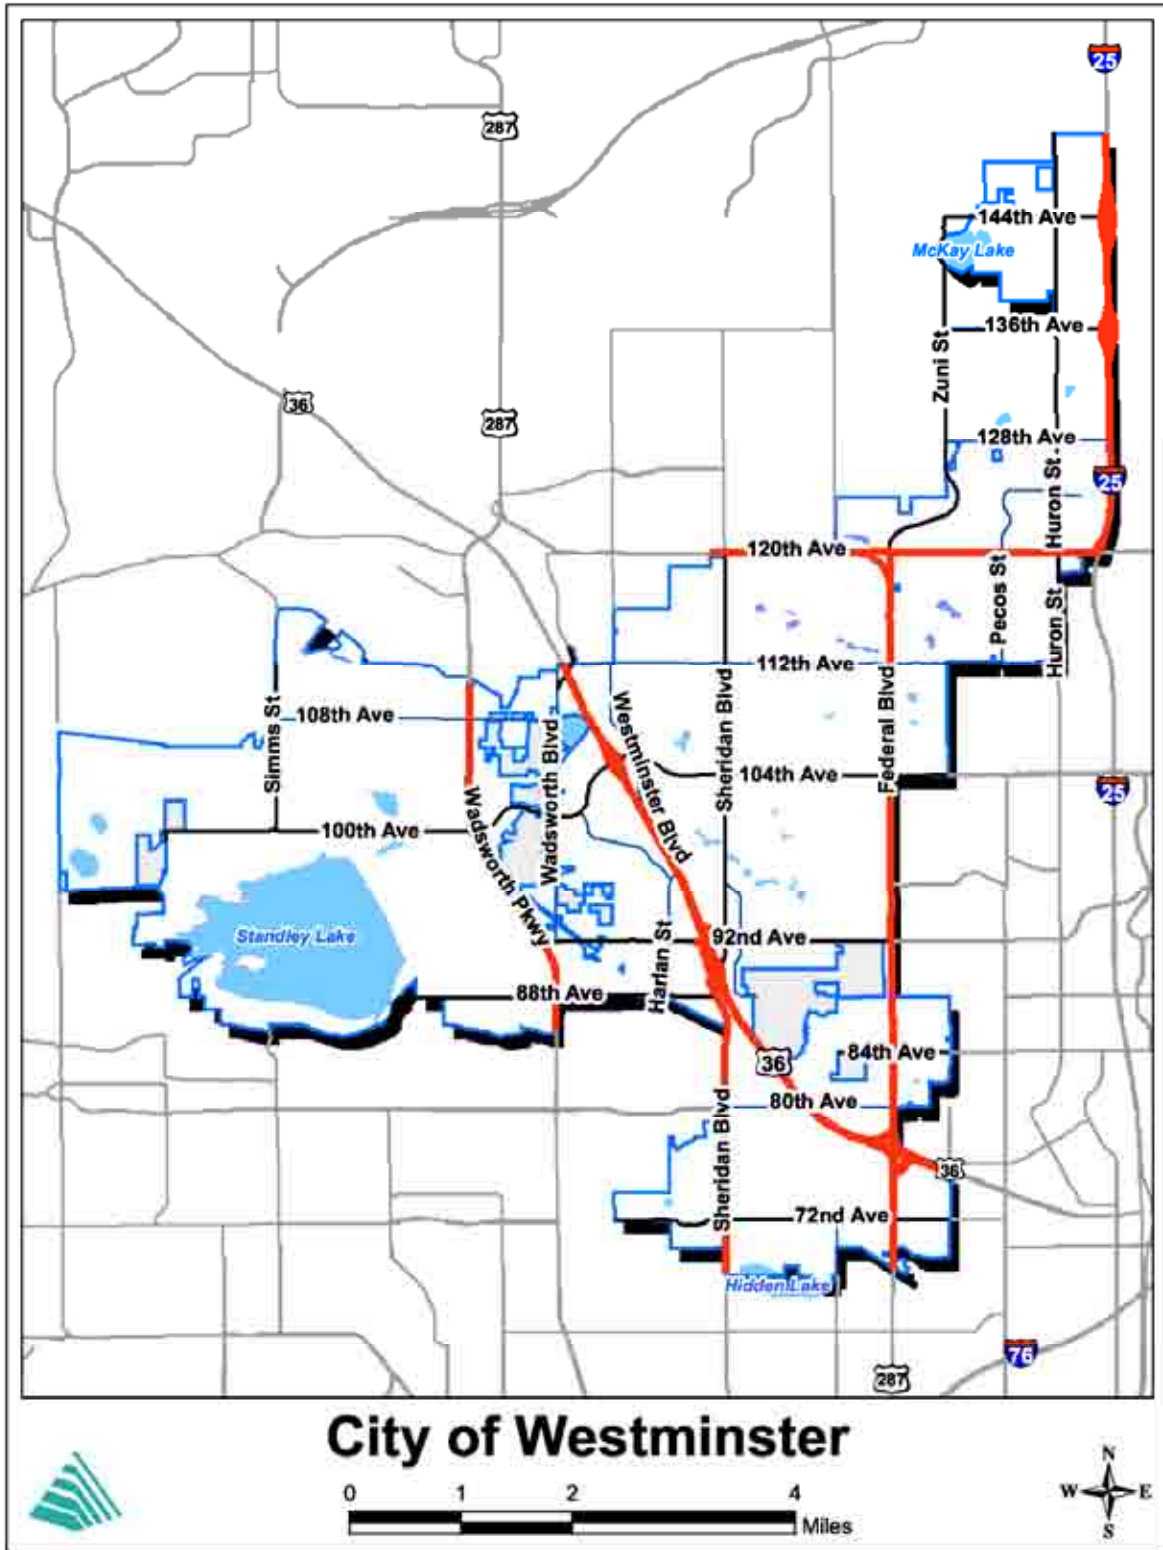 25
287
144th Ave
McKay Lake
136th Ave
Zuni St
36
287
128th Ave
25
Huron St
120th Ave
Pecos St
Huron St
112th Ave
Simms St
108th Ave
Wadsworth Blvd
Westminster Blvd
Sheridan Blvd
Federal Blvd
104th Ave
25
Wadsworth Pkwy
100th Ave
Standley Lake
Harlan St
92nd Ave
88th Ave
36
84th Ave
80th Ave
Sheridan Blvd
36
72nd Ave
Hidden Lake
76
287
City of Westminster
0 1 2 4
Miles
N
W E
S